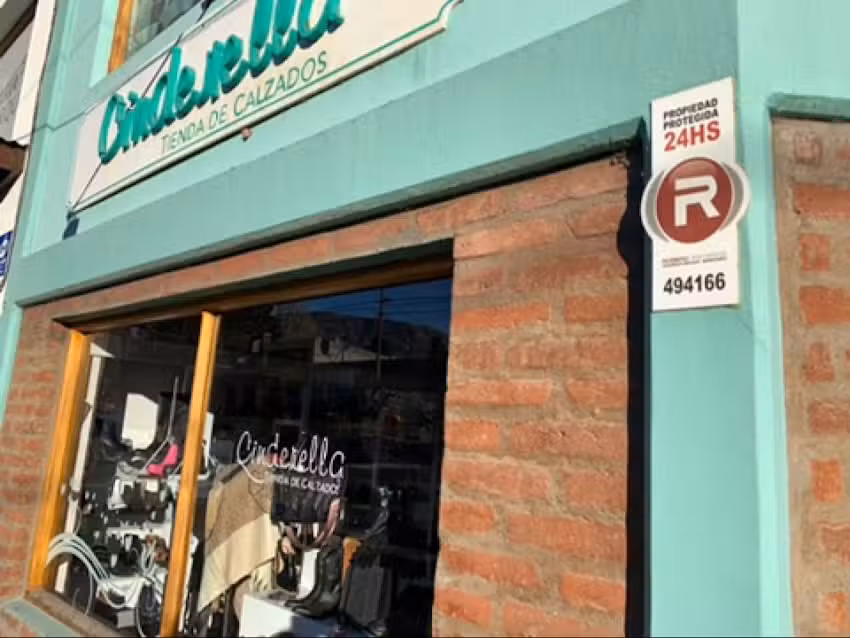 Cinderella
TIENDA DE CALZADOS
PROPIEDAD
PROTEGIDA
24HS
R
494166
Cinderella
TIENDA DE CALZADOS